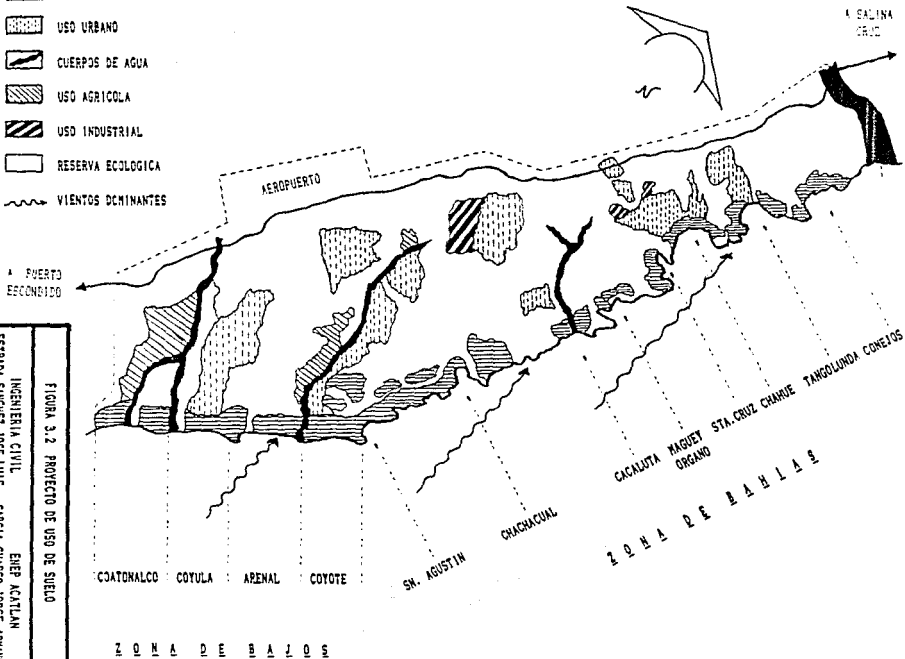 USO URBANO
CUERPOS DE AGUA
USO AGRICOLA
USO INDUSTRIAL
RESERVA ECOLOGICA
VIENTOS DOMINANTES
A SALINA
CRUZ
AEROPUERTO
A PUERTO
ESCONDIDO
COATONALCO
COYULA
ARENAL
COYOTE
SN. AGUSTIN
CHACHACUAL
CACALUTA
MAGUEY
ORGANO
STA.CRUZ
CHAHUE
TANGOLUNDA
CONEJOS
ZONA DE BAHIAS
ZONA DE BAJOS
FIGURA 3.2 PROYECTO DE USO DE SUELO
INGENIERIA CIVIL ENEP ACATLAN